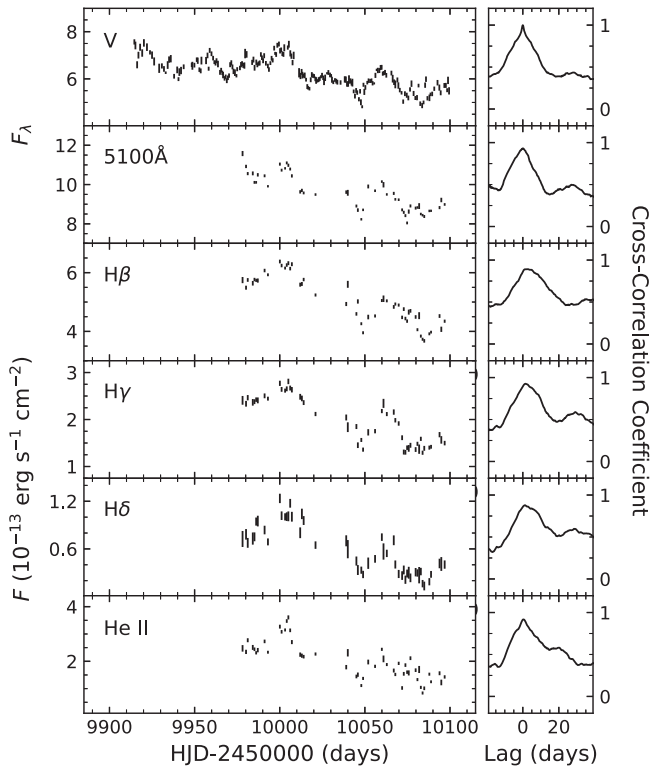 V
8
6
F_λ
1
0
5100Å
12
10
8
1
0
Hβ
6
4
1
0
Hγ
3
2
1
1
0
Hδ
1.2
0.6
1
0
He II
4
2
1
0
F (10⁻¹³ erg s⁻¹ cm⁻²)
Cross-Correlation Coefficient
9900 9950 10000 10050 10100
0 20
HJD-2450000 (days)
Lag (days)